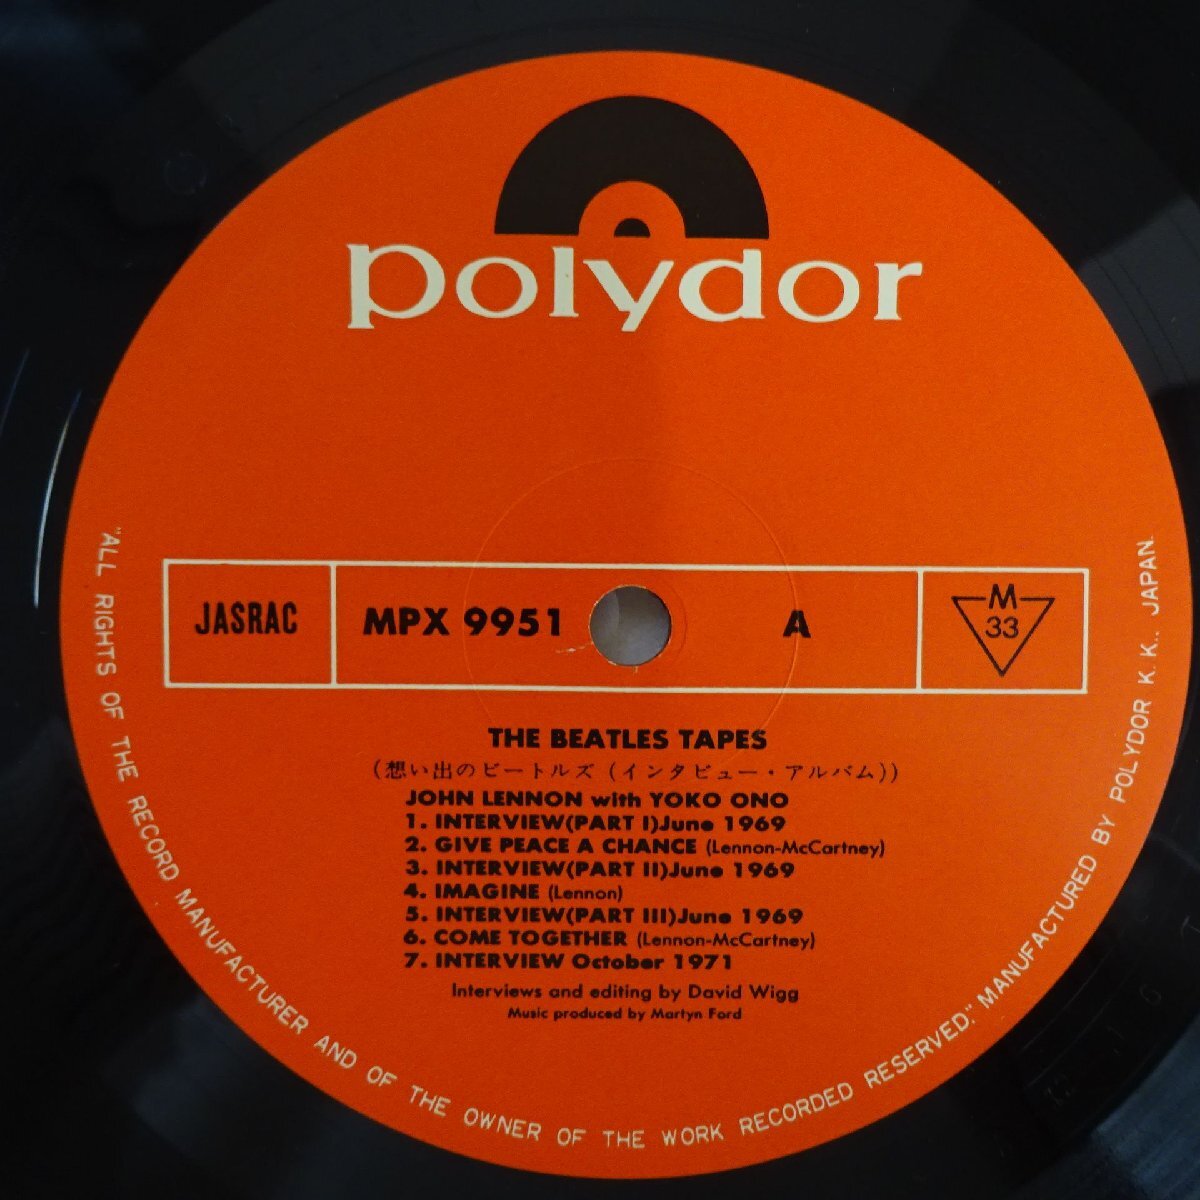 polydor
JASRAC
MPX 9951
A
M
33
THE BEATLES TAPES
(想い出のビートルズ (インタビュー・アルバム))
JOHN LENNON with YOKO ONO
1. INTERVIEW(PART I)June 1969
2. GIVE PEACE A CHANCE (Lennon-McCartney)
3. INTERVIEW(PART II)June 1969
4. IMAGINE (Lennon)
5. INTERVIEW(PART III)June 1969
6. COME TOGETHER (Lennon-McCartney)
7. INTERVIEW October 1971
Interviews and editing by David Wigg
Music produced by Martyn Ford
"ALL RIGHTS OF THE RECORD MANUFACTURER AND OF THE OWNER OF THE WORK RECORDED RESERVED," MANUFACTURED BY POLYDOR K. K., JAPAN.